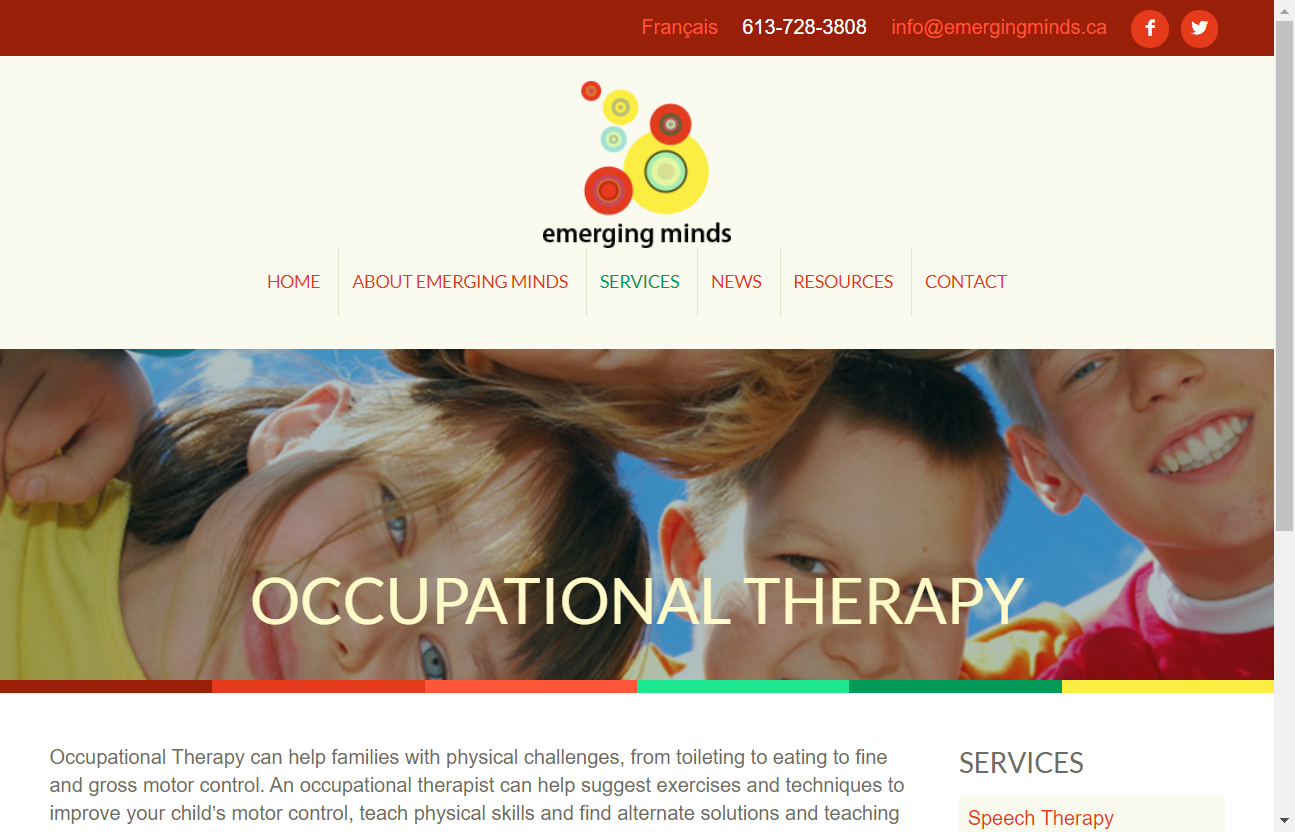 Français 613-728-3808 info@emergingminds.ca
emerging minds
HOME ABOUT EMERGING MINDS SERVICES NEWS RESOURCES CONTACT
OCCUPATIONAL THERAPY
Occupational Therapy can help families with physical challenges, from toileting to eating to fine
and gross motor control. An occupational therapist can help suggest exercises and techniques to
improve your child’s motor control, teach physical skills and find alternate solutions and teaching
SERVICES
Speech Therapy